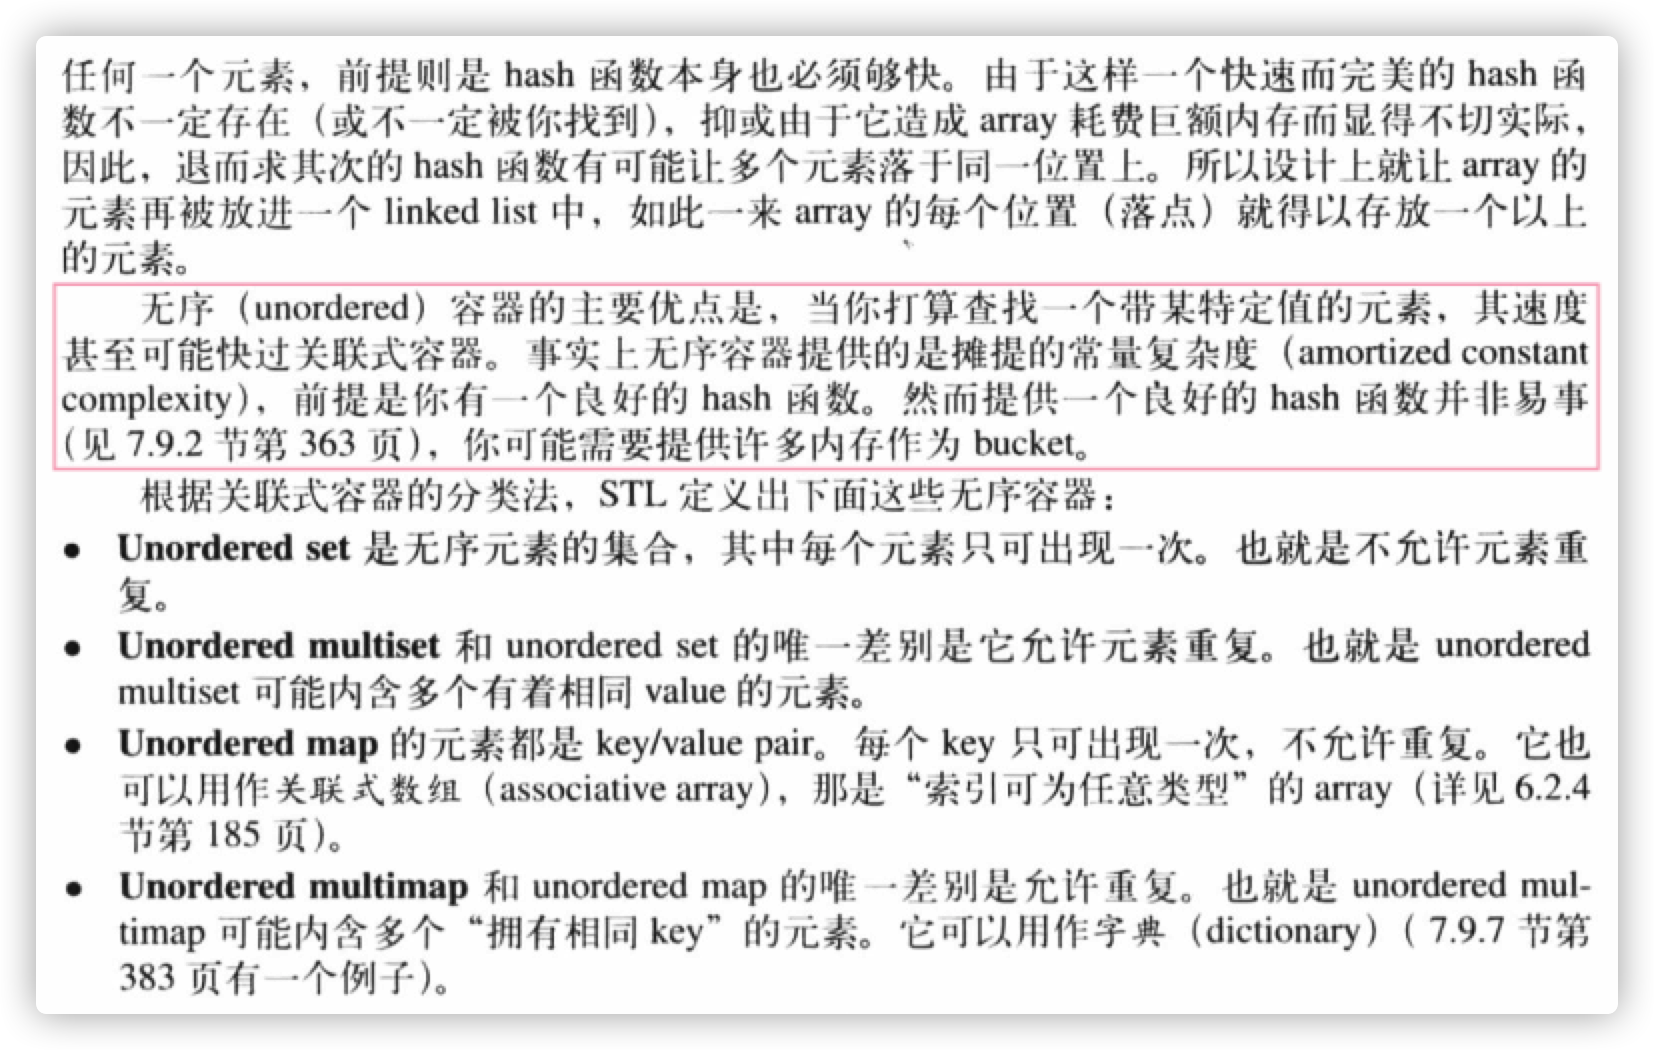 任何一个元素，前提则是 hash 函数本身也必须够快。由于这样一个快速而完美的 hash 函
数不一定存在（或不一定被你找到），抑或由于它造成 array 耗费巨额内存而显得不切实际，
因此，退而求其次的 hash 函数有可能让多个元素落于同一位置上。所以设计上就让 array 的
元素再被放进一个 linked list 中，如此一来 array 的每个位置（落点）就得以存放一个以上
的元素。
无序（unordered）容器的主要优点是，当你打算查找一个带某特定值的元素，其速度
甚至可能快过关联式容器。事实上无序容器提供的是摊提的常量复杂度（amortized constant
complexity），前提是你有一个良好的 hash 函数。然而提供一个良好的 hash 函数并非易事
（见 7.9.2 节第 363 页），你可能需要提供许多内存作为 bucket。
根据关联式容器的分类法，STL 定义出下面这些无序容器：
● Unordered set 是无序元素的集合，其中每个元素只可出现一次。也就是不允许元素重
复。
● Unordered multiset 和 unordered set 的唯一差别是它允许元素重复。也就是 unordered
multiset 可能内含多个有着相同 value 的元素。
● Unordered map 的元素都是 key/value pair。每个 key 只可出现一次，不允许重复。它也
可以用作关联式数组（associative array），那是“索引可为任意类型”的 array（详见 6.2.4
节第 185 页）。
● Unordered multimap 和 unordered map 的唯一差别是允许重复。也就是 unordered mul-
timap 可能内含多个“拥有相同 key”的元素。它可以用作字典（dictionary）（ 7.9.7 节第
383 页有一个例子）。